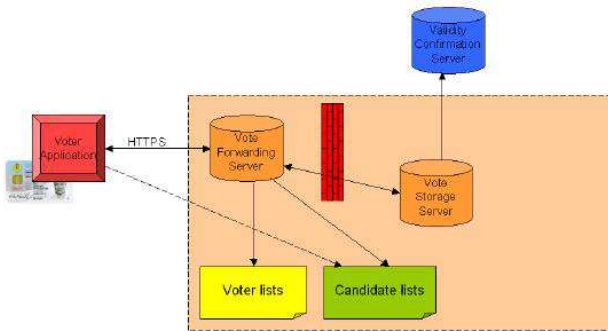 Validity
Confirmation
Server
Voter
Application
HTTPS
Vote
Forwarding
Server
Vote
Storage
Server
Voter lists
Candidate lists